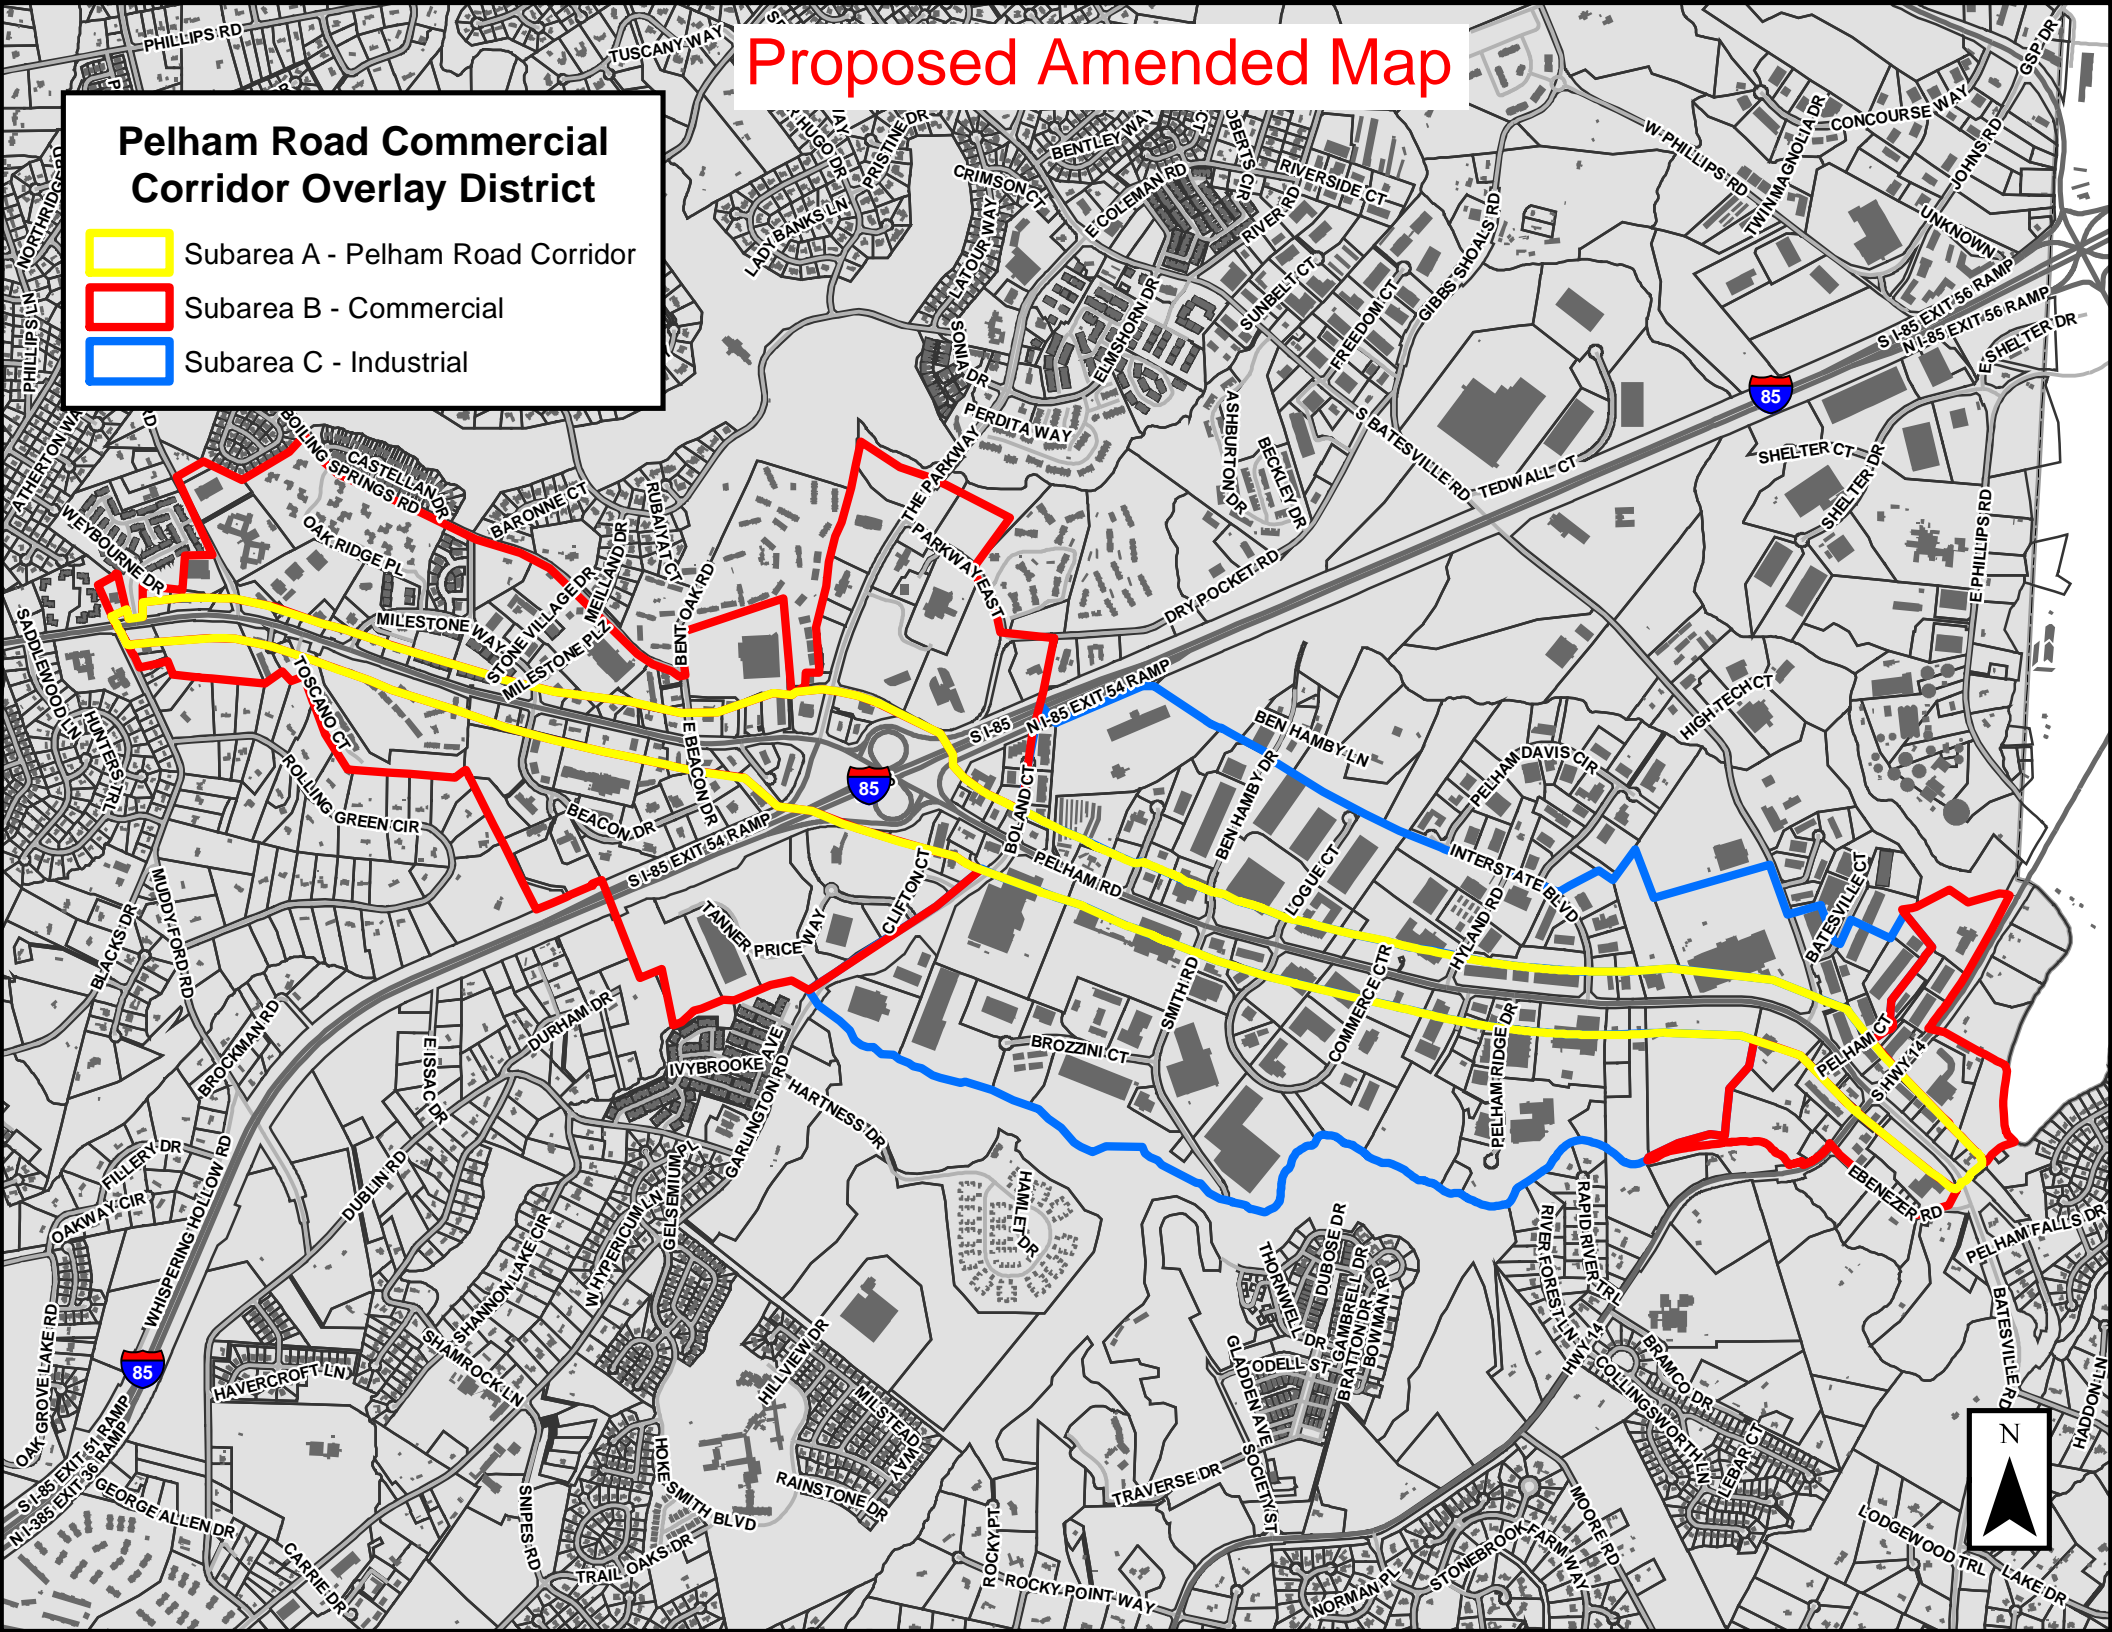 Proposed Amended Map
Pelham Road Commercial
Corridor Overlay District
Subarea A - Pelham Road Corridor
Subarea B - Commercial
Subarea C - Industrial
PHILLIPS RD
TUSCANY WAY
HUGO DR
PRISTINE DR
LADY BANKS LN
BENTLEY WAY
CRIMSON CT
E COLEMAN RD
RIVERSIDE CT
RIVER RD
LATOUR WAY
SONIA DR
ELMSHORN DR
SUNBELT CT
FREEDOM CT
GIBBS SHOALS RD
W PHILLIPS RD
TWIN MAGNOLIA DR
CONCOURSE WAY
JOHNS RD
GSP DR
UNKNOWN
S I-85 EXIT 56 RAMP
N I-85 EXIT 56 RAMP
E SHELTER DR
85
PHILLIPS LN
BOILING SPRINGS RD
CASTELLAN DR
BARONNE CT
RUBAIYAT CT
MEILLAND DR
WEYBOURNE DR
OAK RIDGE PL
THE PARKWAY
PERDITA WAY
PARKWAY EAST
ASHBURTON DR
BECKLEY DR
S BATESVILLE RD
TEDWALL CT
SHELTER CT
SHELTER DR
E PHILLIPS RD
DRY POCKET RD
SADDLEWOOD LN
HUNTERS TRL
MILESTONE WAY
STONE VILLAGE DR
MILESTONE PLZ
BENT OAK RD
TOSCANO CT
ROLLING GREEN CIR
BEACON DR
E BEACON DR
S I-85
N I-85 EXIT 54 RAMP
85
S I-85 EXIT 54 RAMP
BOLAND CT
PELHAM RD
BEN HAMBY LN
BEN HAMBY DR
PELHAM DAVIS CIR
HIGH TECH CT
LOGUE CT
INTERSTATE BLVD
HYLAND RD
BATESVILLE CT
MUDDY FORD RD
BLACKS DR
TANNER PRICE WAY
CLIFTON CT
SMITH RD
COMMERCE CTR
PELHAM RIDGE DR
PELHAM CT
S HWY 14
BROCKMAN RD
E ISSAC DR
DURHAM DR
IVYBROOKE AVE
GARLINGTON RD
HARTNESS DR
BROZZINI CT
FILLERY DR
OAKWAY CIR
WHISPERING HOLLOW RD
DUBLIN RD
SHANNON LAKE CIR
W HYPERICUM LN
GELSEMIUM PL
HAMLET DR
EBENEZER RD
PELHAM FALLS DR
RIVER FOREST LN
RAPID RIVER TRL
THORNWELL DR
DUBOSE DR
GAMBRELL DR
BRATTON DR
BOWMAN RD
ODELL ST
GLADDEN AVE
SOCIETY ST
HWY 14
COLLINGSWORTH LN
BRAMCO DR
LEBAR CT
BATESVILLE RD
HADDON LN
N
OAK GROVE LAKE RD
85
S I-85 EXIT 51 RAMP
N I-385 EXIT 36 RAMP
HAVERCROFT LN
SHAMROCK LN
HILLVIEW DR
MILSTEAD WAY
RAINSTONE DR
HOKE SMITH BLVD
TRAIL OAKS DR
SNIPES RD
GEORGE ALLEN DR
CARRIE DR
TRAVERSE DR
ROCKY PT
ROCKY POINT WAY
NORMAN PL
STONEBROOK FARM WAY
MOORE RD
LODGEWOOD TRL
LAKE DR